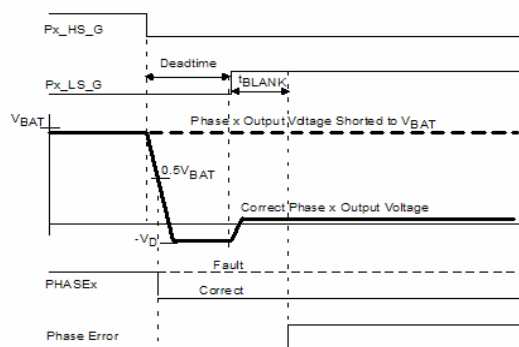 Px_HS_G
Deadtime
Px_LS_G
tBLANK
VBAT
Phase x Output Vdtage Shorted to VBAT
0.5VBAT
Correct Phase x Output Voltage
-VD
Fault
PHASEx
Correct
Phase Error